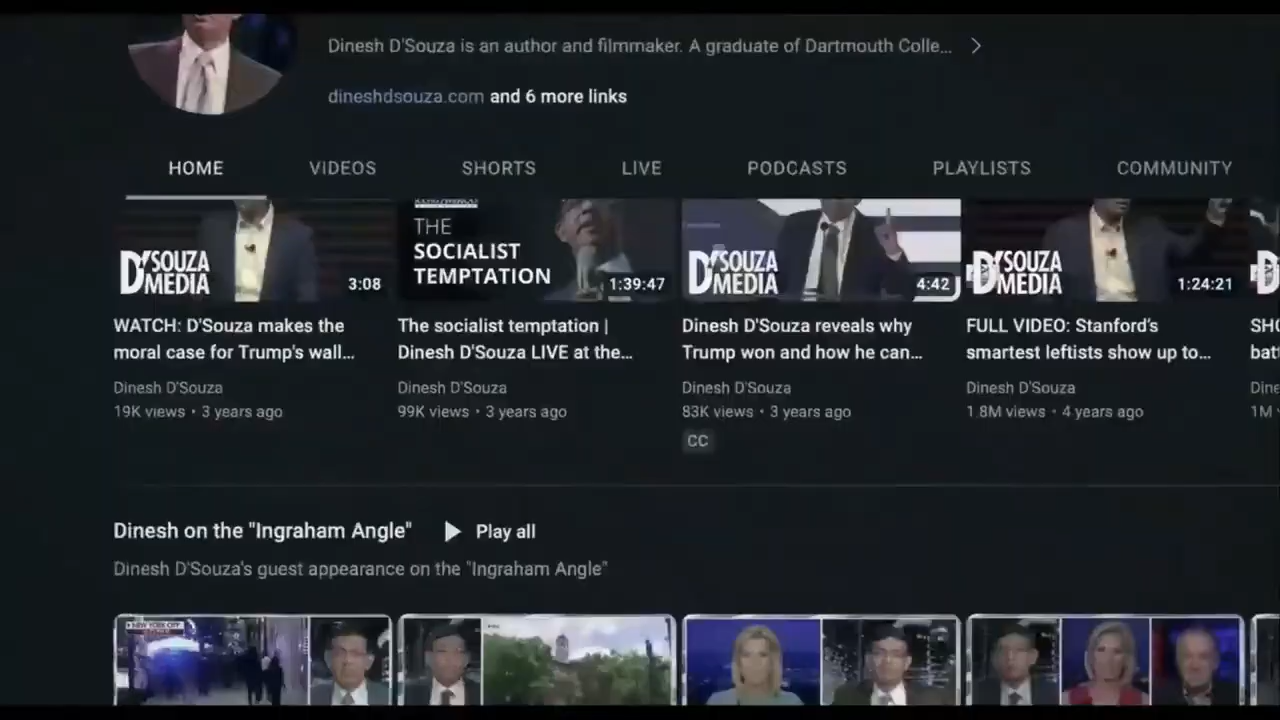 Dinesh D'Souza is an author and filmmaker. A graduate of Dartmouth Colle...
dineshdsouza.com and 6 more links
HOME VIDEOS SHORTS LIVE PODCASTS PLAYLISTS COMMUNITY
D'SOUZA
MEDIA
3:08
THE
SOCIALIST
TEMPTATION
1:39:47
D'SOUZA
MEDIA
4:42
D'SOUZA
MEDIA
1:24:21
WATCH: D'Souza makes the
moral case for Trump's wall...
Dinesh D'Souza
19K views • 3 years ago
The socialist temptation |
Dinesh D'Souza LIVE at the...
Dinesh D'Souza
99K views • 3 years ago
Dinesh D'Souza reveals why
Trump won and how he can...
Dinesh D'Souza
83K views • 3 years ago
CC
FULL VIDEO: Stanford's
smartest leftists show up to...
Dinesh D'Souza
1.8M views • 4 years ago
Dinesh on the "Ingraham Angle"
Play all
Dinesh D'Souza's guest appearance on the "Ingraham Angle"
NEW YORK CITY